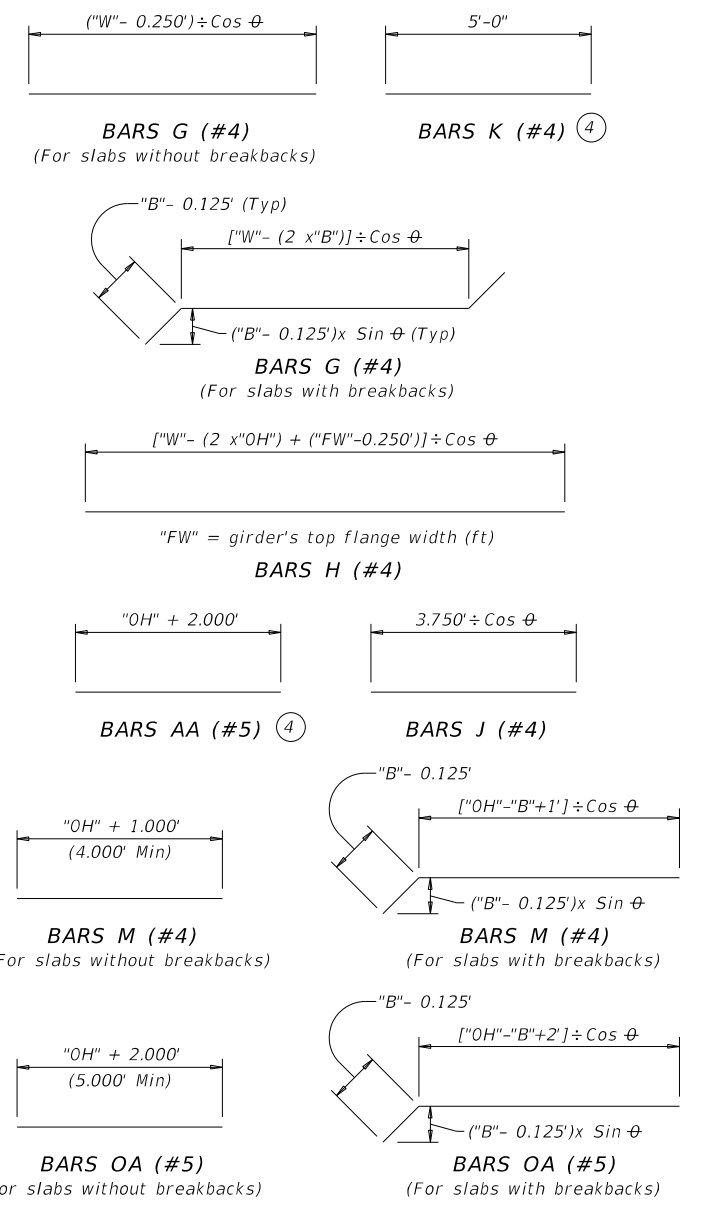 ("W"– 0.250')÷Cos θ
5'-0"
BARS G (#4)
(For slabs without breakbacks)
BARS K (#4) 4
"B"– 0.125' (Typ)
["W"– (2 x"B")]÷Cos θ
("B"– 0.125')x Sin θ (Typ)
BARS G (#4)
(For slabs with breakbacks)
["W"– (2 x"OH") + ("FW"–0.250')]÷Cos θ
"FW" = girder's top flange width (ft)
BARS H (#4)
"OH" + 2.000'
BARS AA (#5) 4
3.750'÷Cos θ
BARS J (#4)
"OH" + 1.000'
(4.000' Min)
BARS M (#4)
For slabs without breakbacks)
"B"– 0.125'
["OH"–"B"+1']÷Cos θ
("B"– 0.125')x Sin θ
BARS M (#4)
(For slabs with breakbacks)
"OH" + 2.000'
(5.000' Min)
BARS OA (#5)
or slabs without breakbacks)
"B"– 0.125'
["OH"–"B"+2']÷Cos θ
("B"– 0.125')x Sin θ
BARS OA (#5)
(For slabs with breakbacks)